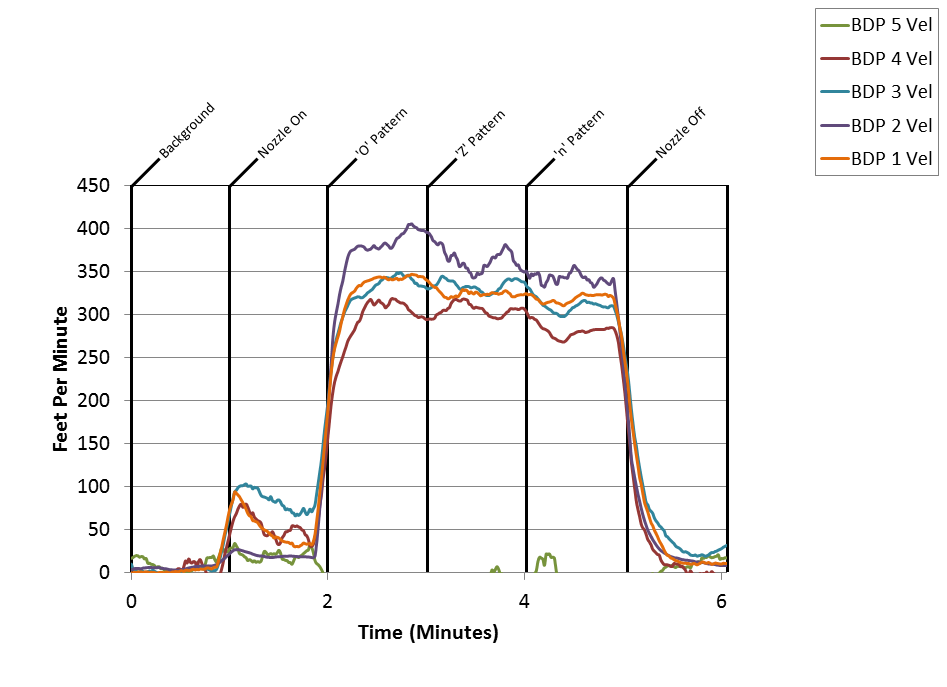 BDP 5 Vel
BDP 4 Vel
BDP 3 Vel
BDP 2 Vel
BDP 1 Vel
Background
Nozzle On
'O' Pattern
'Z' Pattern
'n' Pattern
Nozzle Off
450
400
350
300
250
200
150
100
50
0
Feet Per Minute
0 2 4 6
Time (Minutes)